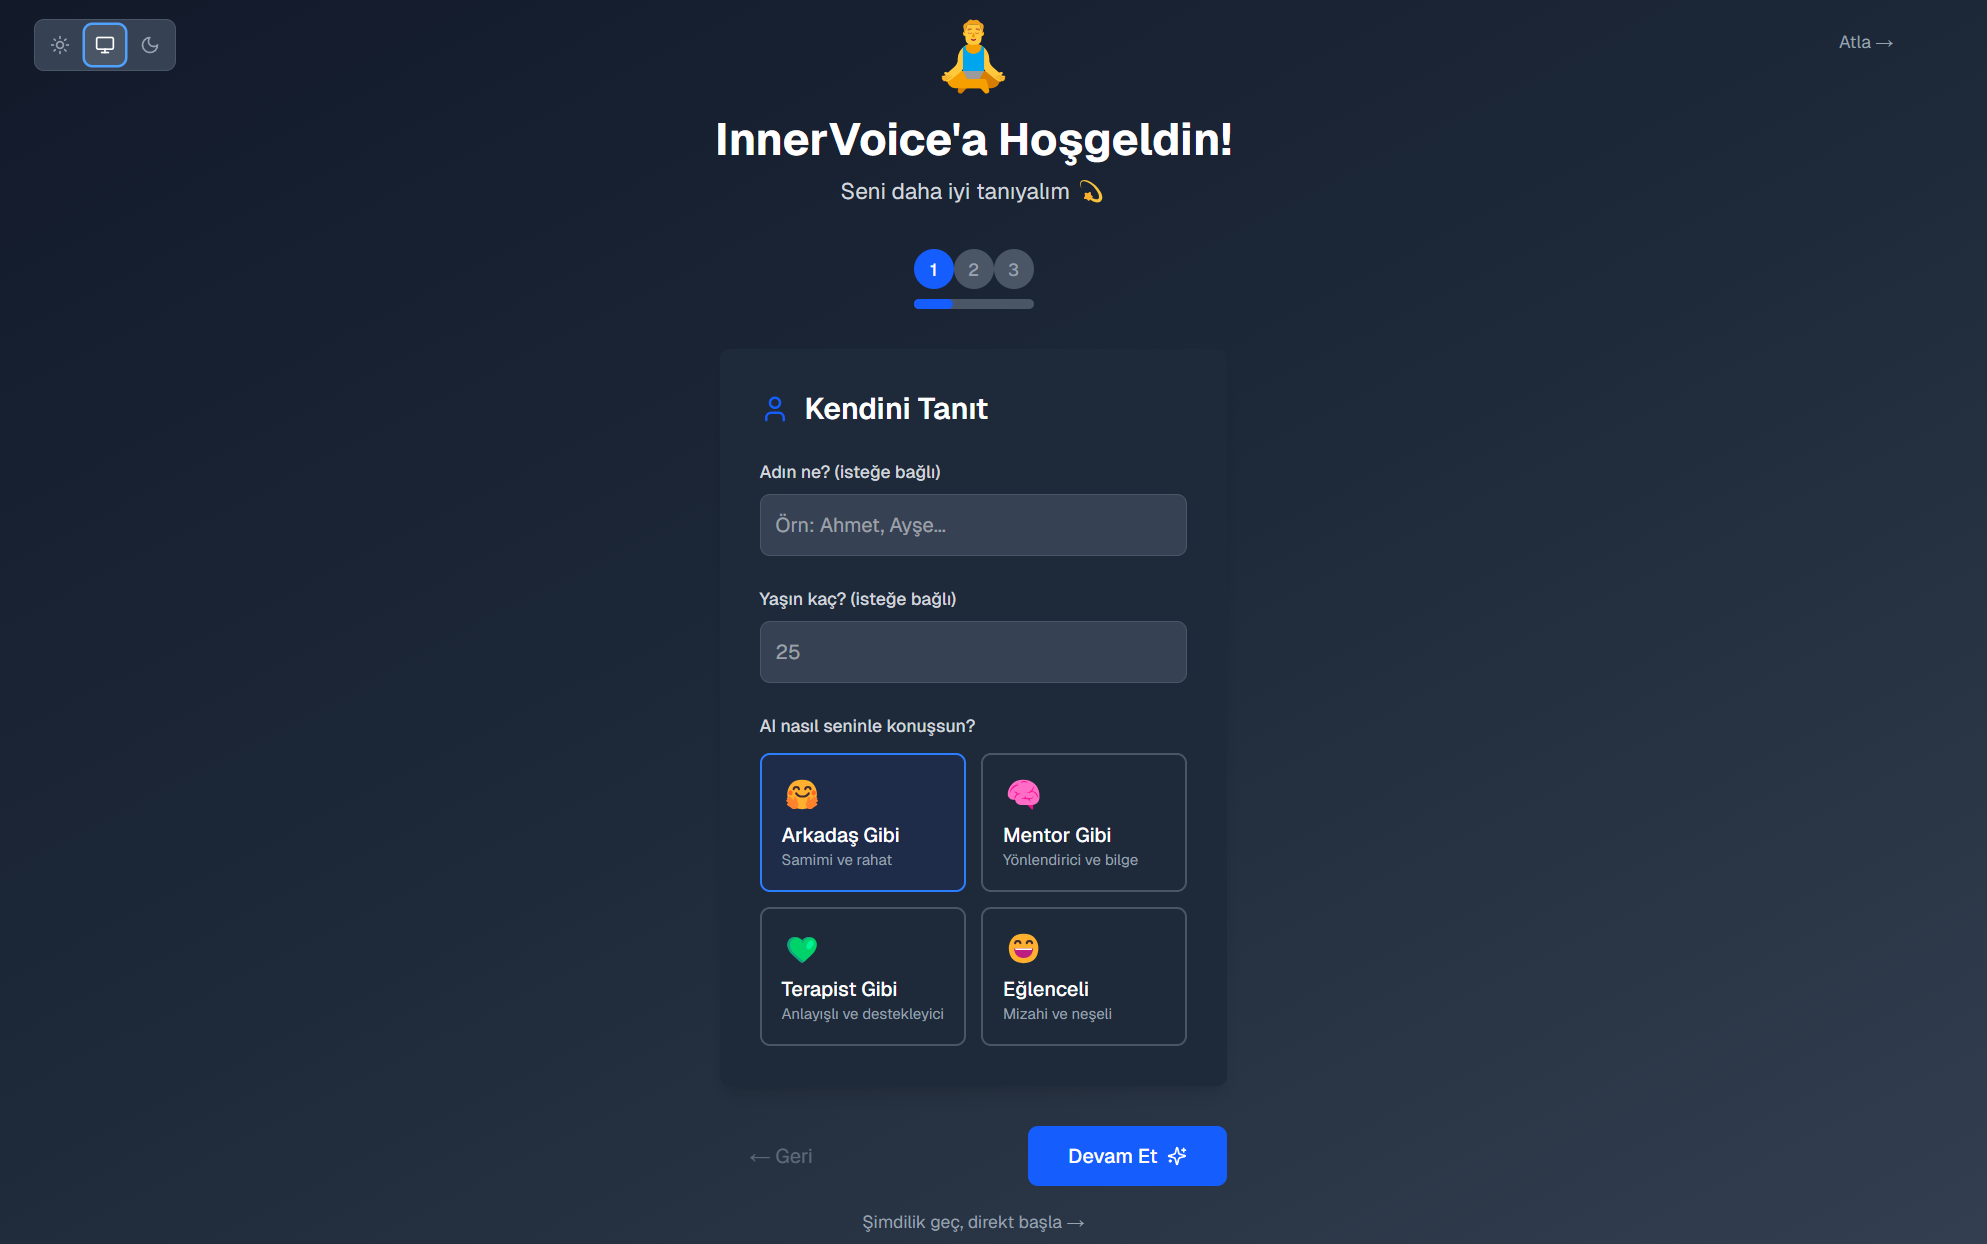 Atla →
InnerVoice'a Hoşgeldin!
Seni daha iyi tanıyalım 💫
1 2 3
Kendini Tanıt
Adın ne? (isteğe bağlı)
Örn: Ahmet, Ayşe...
Yaşın kaç? (isteğe bağlı)
25
AI nasıl seninle konuşsun?
🤗
Arkadaş Gibi
Samimi ve rahat
🧠
Mentor Gibi
Yönlendirici ve bilge
💚
Terapist Gibi
Anlayışlı ve destekleyici
😄
Eğlenceli
Mizahi ve neşeli
← Geri
Devam Et
Şimdilik geç, direkt başla →